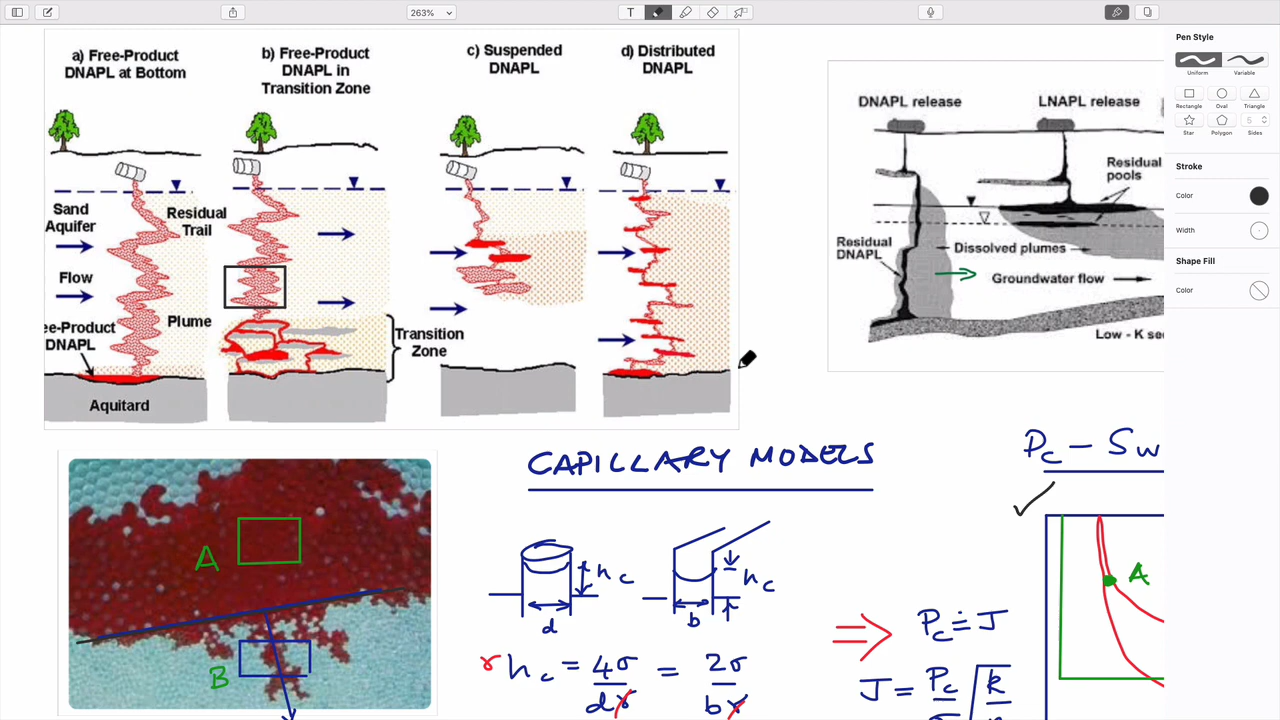 263%
T
a) Free-Product
DNAPL at Bottom
b) Free-Product
DNAPL in
Transition Zone
c) Suspended
DNAPL
d) Distributed
DNAPL
Sand
Aquifer
Residual
Trail
Flow
Plume
ee-Product
DNAPL
Transition
Zone
Aquitard
DNAPL release
LNAPL release
Residual
pools
Residual
DNAPL
Dissolved plumes
Groundwater flow
Low - K se
Pen Style
Uniform
Variable
Rectangle
Oval
Triangle
5
Star
Polygon
Sides
Stroke
Color
Width
Shape Fill
Color
CAPILLARY MODELS
Pc - Sw
A
B
hc
d
hc
b
A
γhc = 4σ/dγ = 2σ/bγ
⇒ Pc ≐ J
J = Pc/σ √k/n